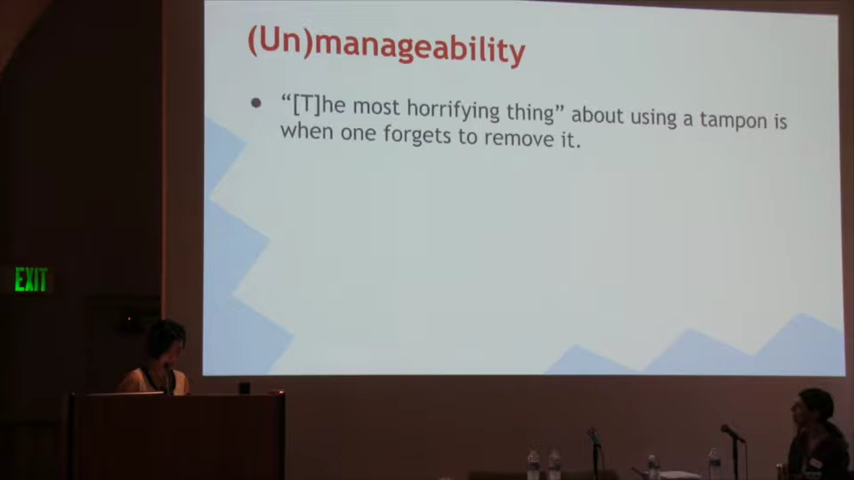 (Un)manageability
● “[T]he most horrifying thing” about using a tampon is
when one forgets to remove it.
EXIT